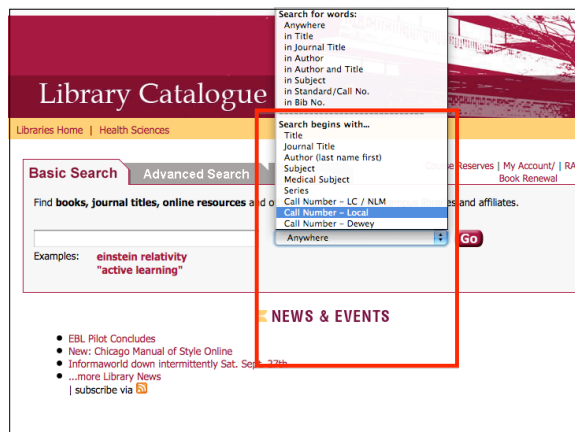 Search for words:
Anywhere
in Title
in Journal Title
in Author
in Author and Title
in Subject
in Standard/Call No.
in Bib No.
Library Catalogue
Search begins with...
Title
Journal Title
Author (last name first)
Subject
Medical Subject
Series
Call Number – LC / NLM
Call Number – Local
Call Number – Dewey
Libraries Home | Health Sciences
Reserves | My Account/ | RA
Book Renewal
Basic Search
Advanced Search
Find books, journal titles, online resources and
and affiliates.
Anywhere
Go
Examples:
einstein relativity
"active learning"
NEWS & EVENTS
EBL Pilot Concludes
New: Chicago Manual of Style Online
Informaworld down intermittently Sat. Sept. 27th
...more Library News
| subscribe via